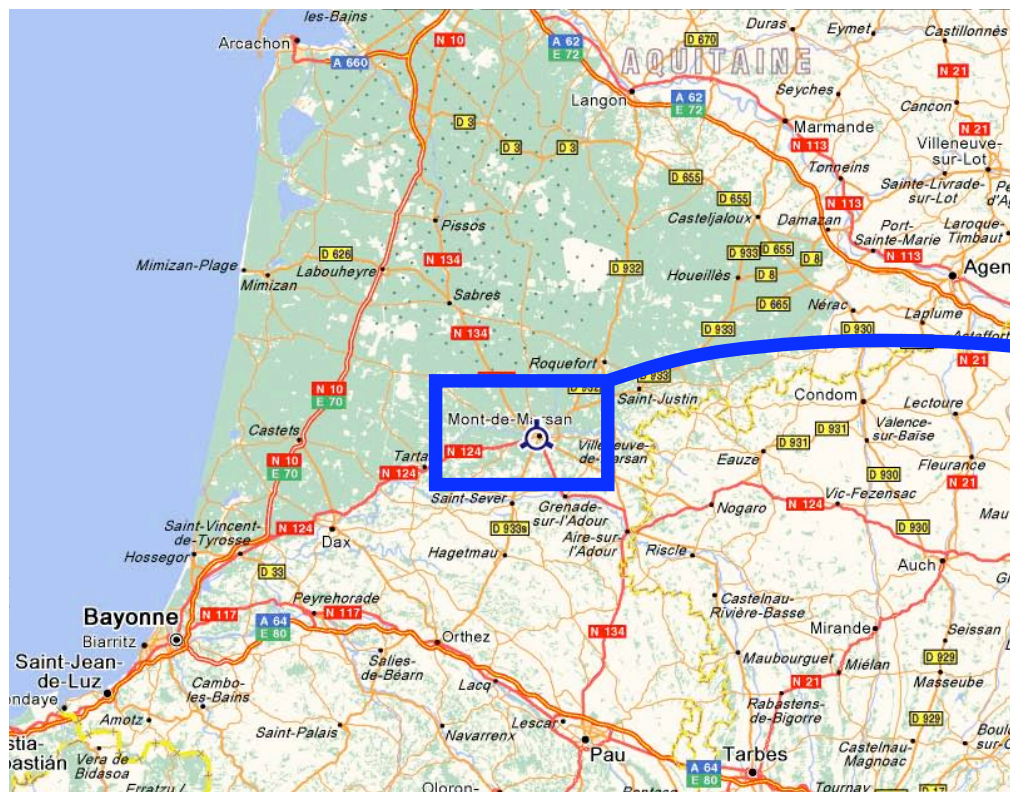 les-Bains
Arcachon
N 10
A 660
A 62
E 72
D 670
Duras
Eymet
Castillonnès
AQUITAINE
N 21
Langon
A 62
E 72
Seyches
Cancon
Marmande
N 21
D 3
D 3
D 3
N 113
Villeneuve-
sur-Lot
Tonneins
D 655
Sainte-Livrade-
sur-Lot
D 655
N 113
Casteljaloux
Damazan
Pissos
Port-
Sainte-Marie
Laroque-
Timbaut
D 626
D 933
D 655
N 113
Mimizan-Plage
Labouheyre
N 134
D 932
D 8
Houeillès
D 8
Agen
Mimizan
Sabres
D 665
Nérac
Laplume
N 134
D 933
D 930
Roquefort
N 21
N 10
E 70
D 932
D 933
Saint-Justin
Condom
Lectoure
Mont-de-Marsan
Castets
D 931
D 931
Valence-
sur-Baïse
N 124
Villeneuve-
de-Marsan
Eauze
Fleurance
N 10
E 70
N 124
D 930
N 21
Saint-Sever
Grenade-
sur-l'Adour
Nogaro
N 124
Vic-Fezensac
Saint-Vincent-
de-Tyrosse
N 124
D 933s
D 930
Dax
Aire-sur-
l'Adour
Hossegor
Hagetmau
Riscle
Auch
D 33
Peyrehorade
Castelnau-
Rivière-Basse
Bayonne
N 117
N 117
A 64
E 80
N 134
Mirande
Seissan
Biarritz
Orthez
D 929
Saint-Jean-
de-Luz
Salies-
de-Béarn
Maubourguet
Miélan
Masseube
Cambo-
les-Bains
Lacq
N 21
Rabastens-
de-Bigorre
Amotz
Saint-Palais
Navarrenx
Lescar
D 929
Vera de
Bidasoa
Pau
Tarbes
Castelnau-
Magnoac
A 64
E 80
Oloron-
Tournay
D 17